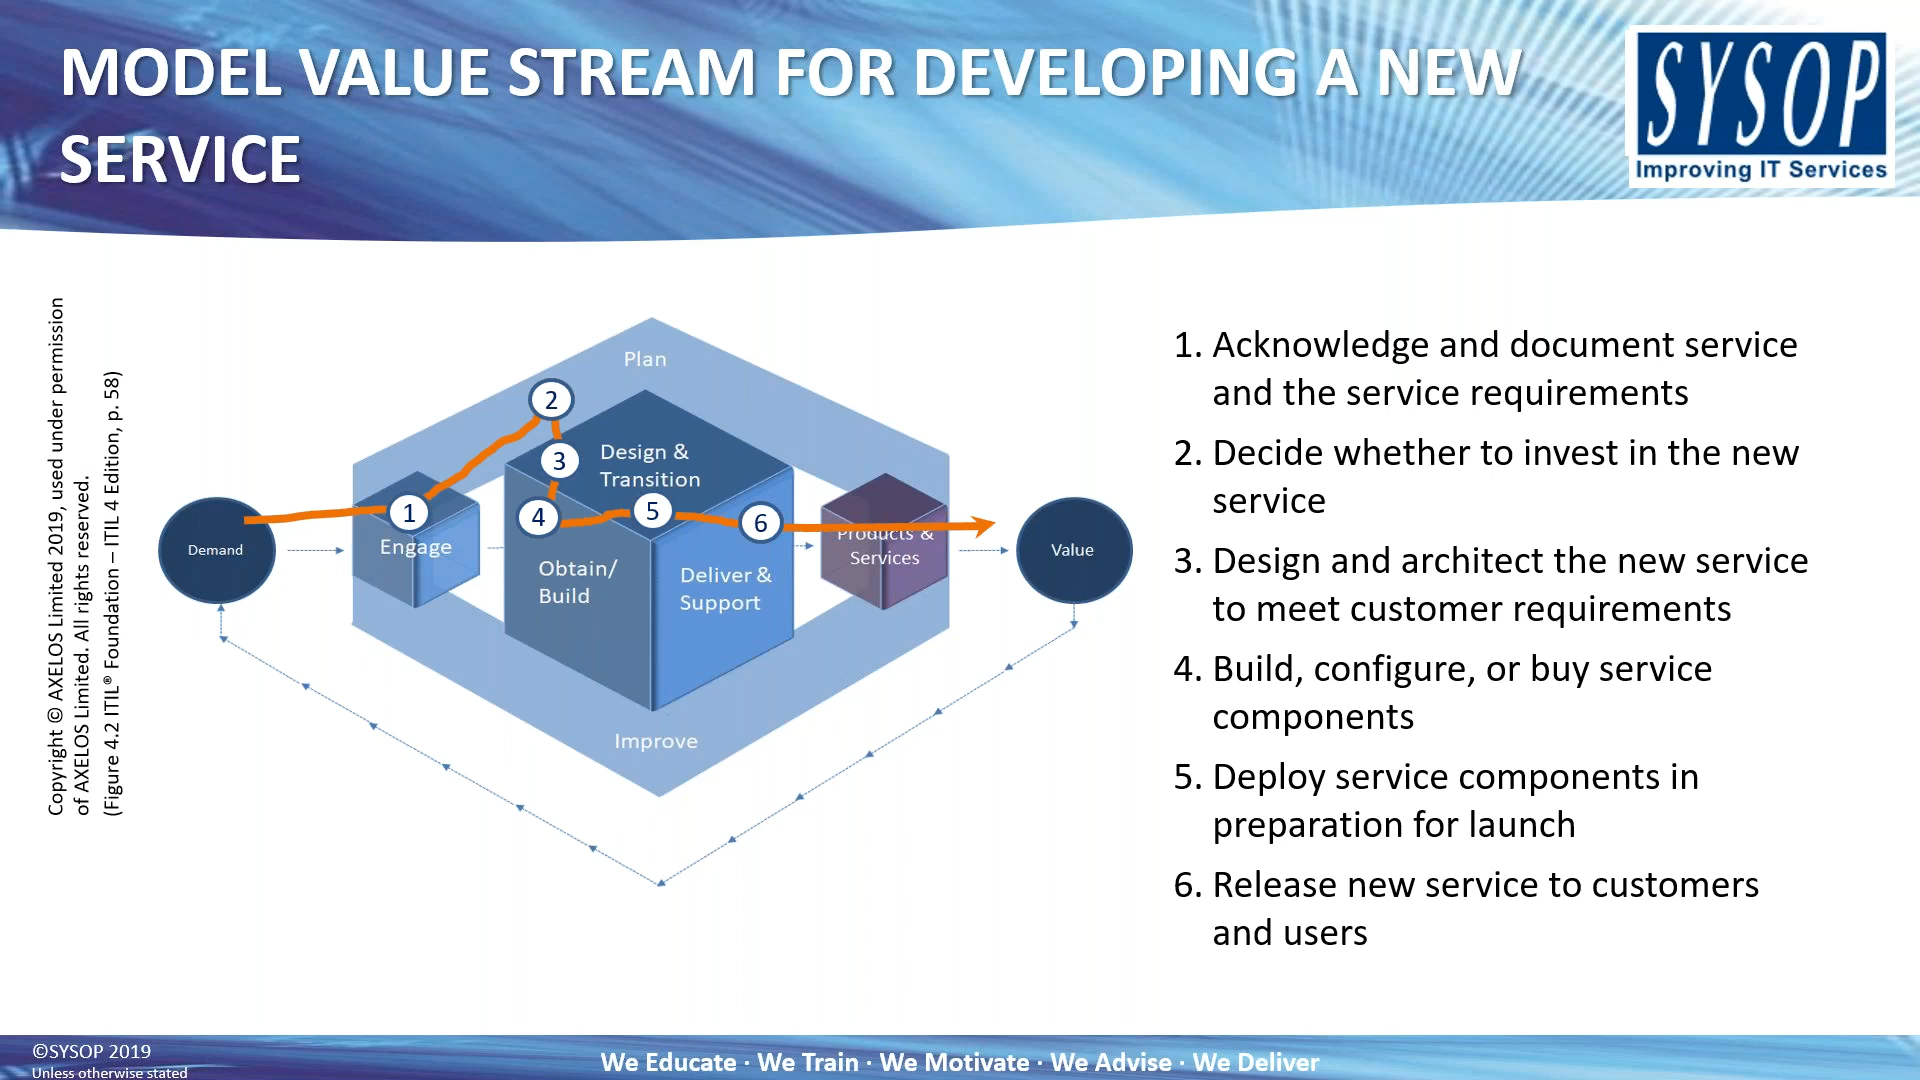 MODEL VALUE STREAM FOR DEVELOPING A NEW
SERVICE
SYSOP
Improving IT Services
Copyright © AXELOS Limited 2019, used under permission
of AXELOS Limited. All rights reserved.
(Figure 4.2 ITIL® Foundation – ITIL 4 Edition, p. 58)
Plan
2
Design &
Transition
3
1
4
5
6
Demand
Engage
Obtain/
Build
Deliver &
Support
Products &
Services
Value
Improve
1. Acknowledge and document service
and the service requirements
2. Decide whether to invest in the new
service
3. Design and architect the new service
to meet customer requirements
4. Build, configure, or buy service
components
5. Deploy service components in
preparation for launch
6. Release new service to customers
and users
©SYSOP 2019
Unless otherwise stated
We Educate · We Train · We Motivate · We Advise · We Deliver